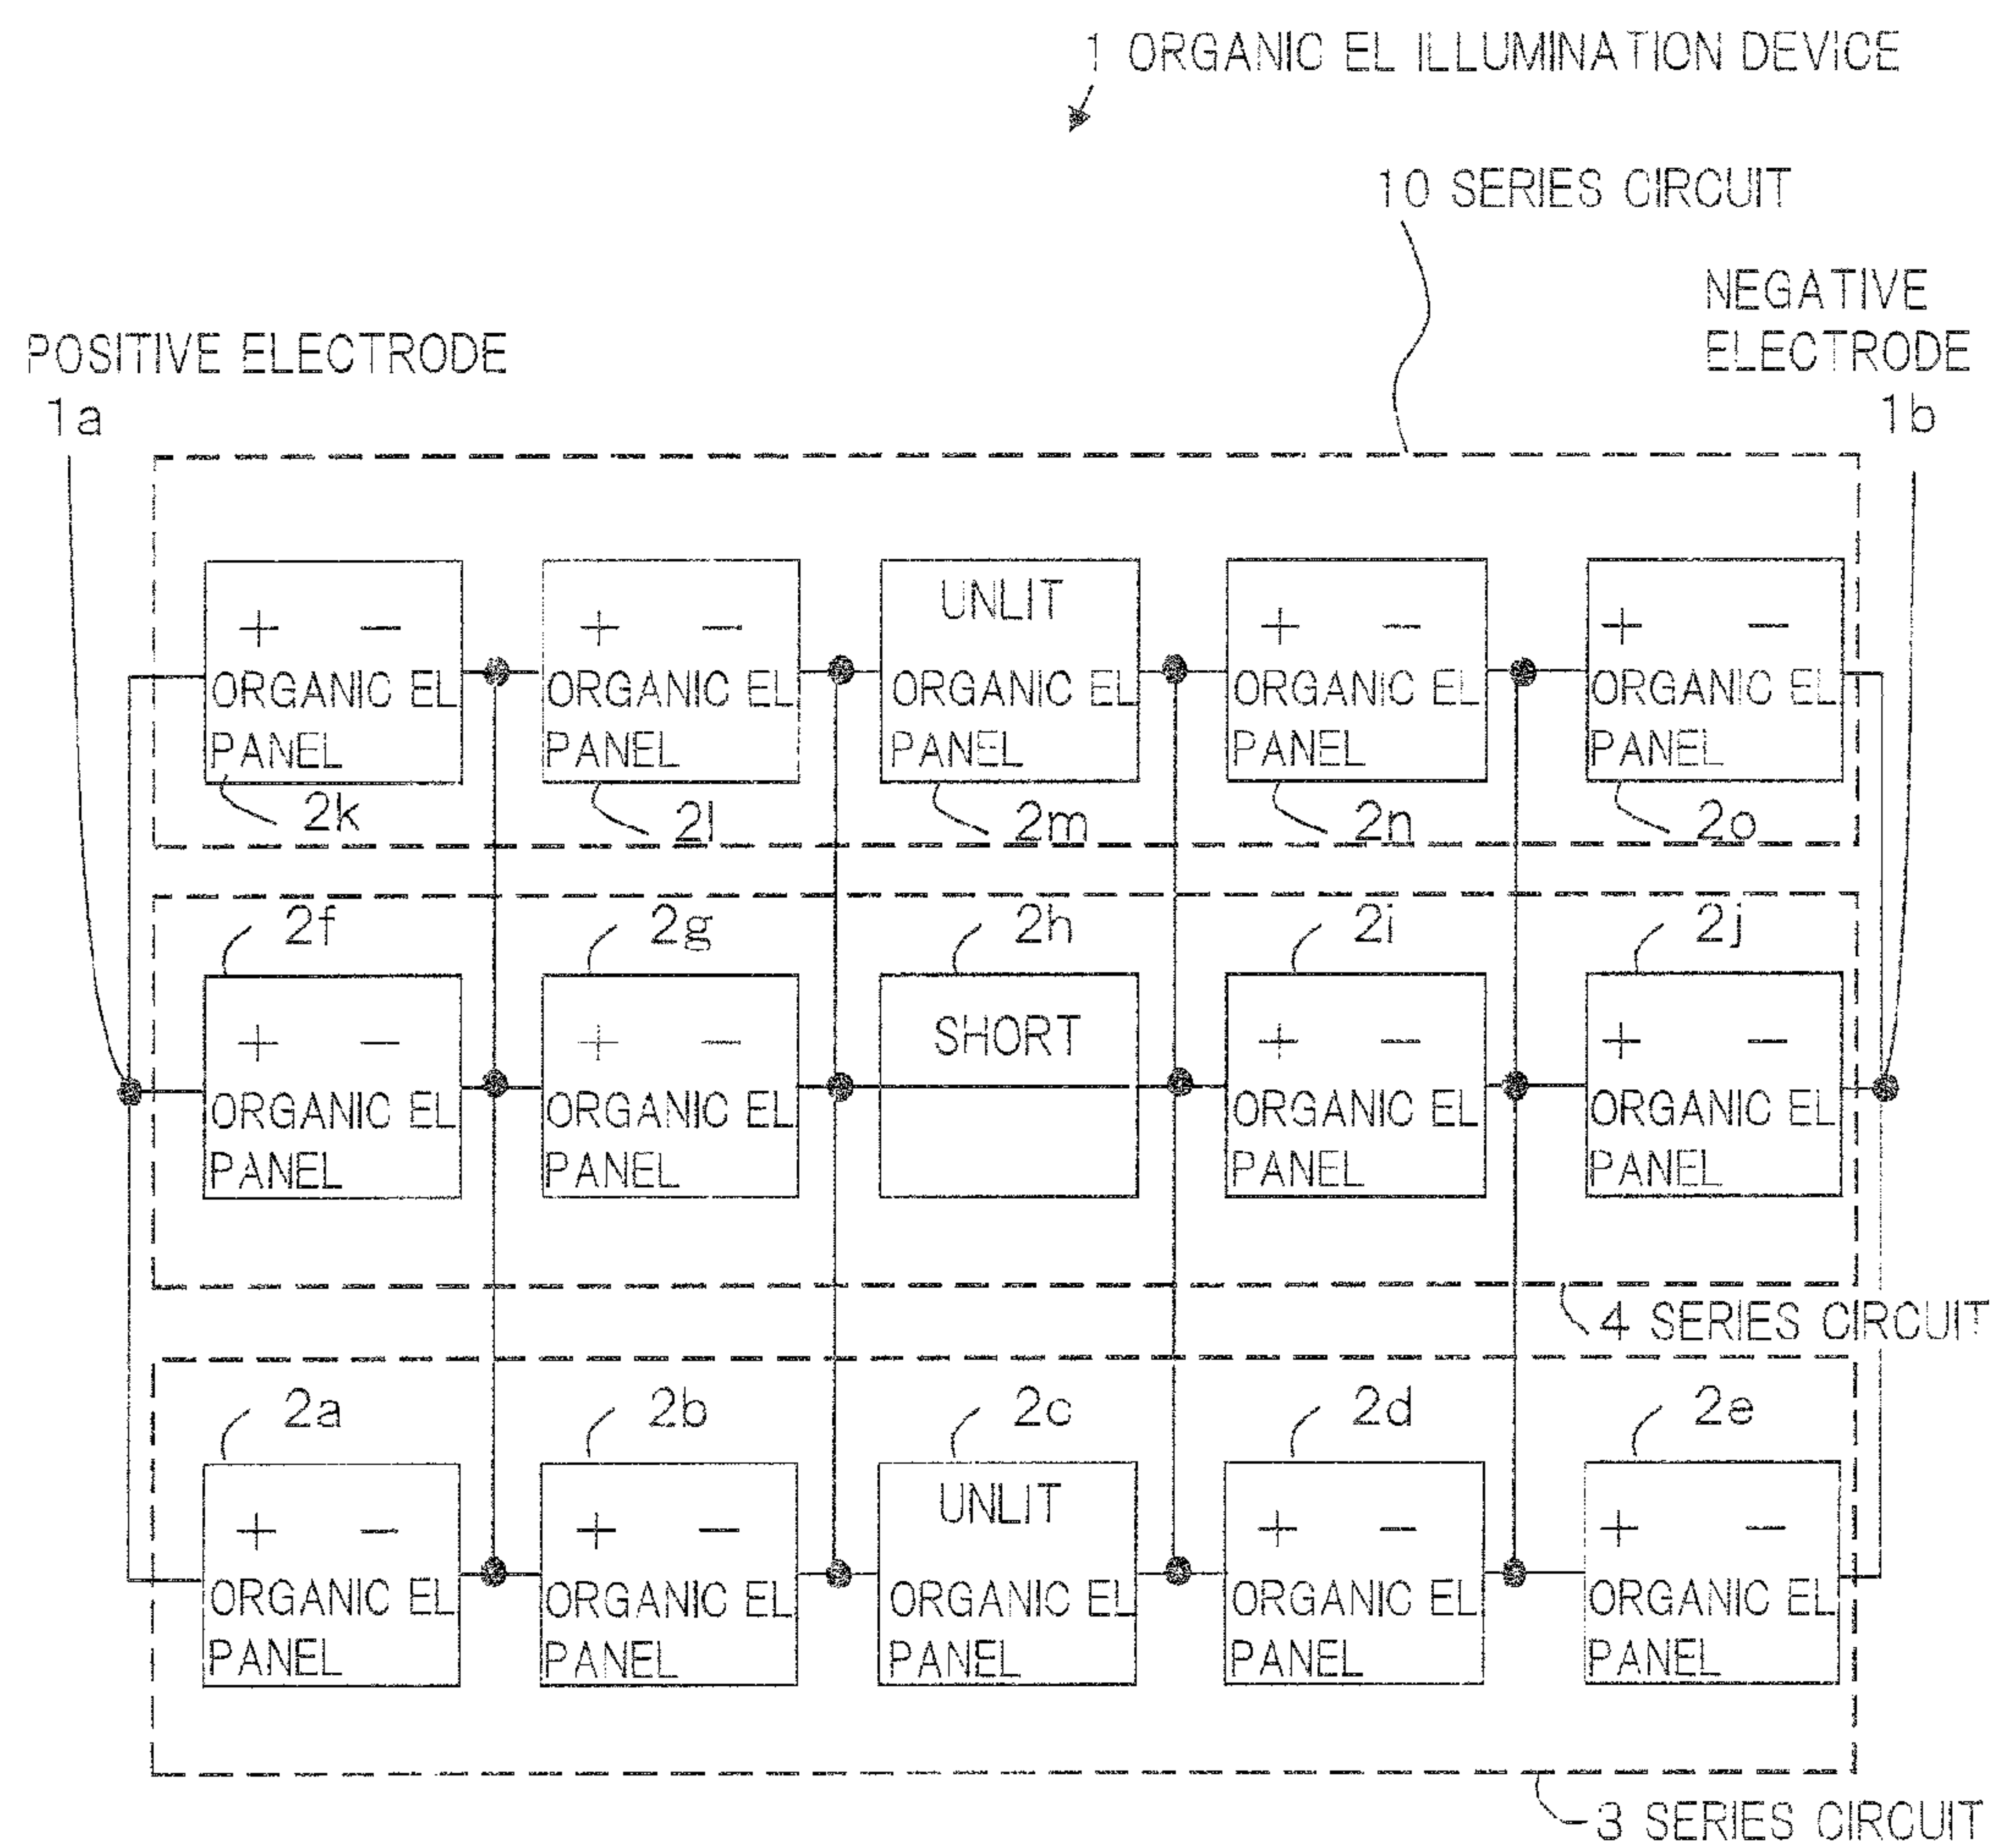 1 ORGANIC EL ILLUMINATION DEVICE
10 SERIES CIRCUIT
NEGATIVE
ELECTRODE
1b
POSITIVE ELECTRODE
1a
+ −
ORGANIC EL
PANEL
2k
+ −
ORGANIC EL
PANEL
2l
UNLIT
ORGANIC EL
PANEL
2m
+ −
ORGANIC EL
PANEL
2n
+ −
ORGANIC EL
PANEL
2o
2f
+ −
ORGANIC EL
PANEL
2g
+ −
ORGANIC EL
PANEL
2h
SHORT
2i
+ −
ORGANIC EL
PANEL
2j
+ −
ORGANIC EL
PANEL
4 SERIES CIRCUIT
2a
+ −
ORGANIC EL
PANEL
2b
+ −
ORGANIC EL
PANEL
2c
UNLIT
ORGANIC EL
PANEL
2d
+ −
ORGANIC EL
PANEL
2e
+ −
ORGANIC EL
PANEL
3 SERIES CIRCUIT